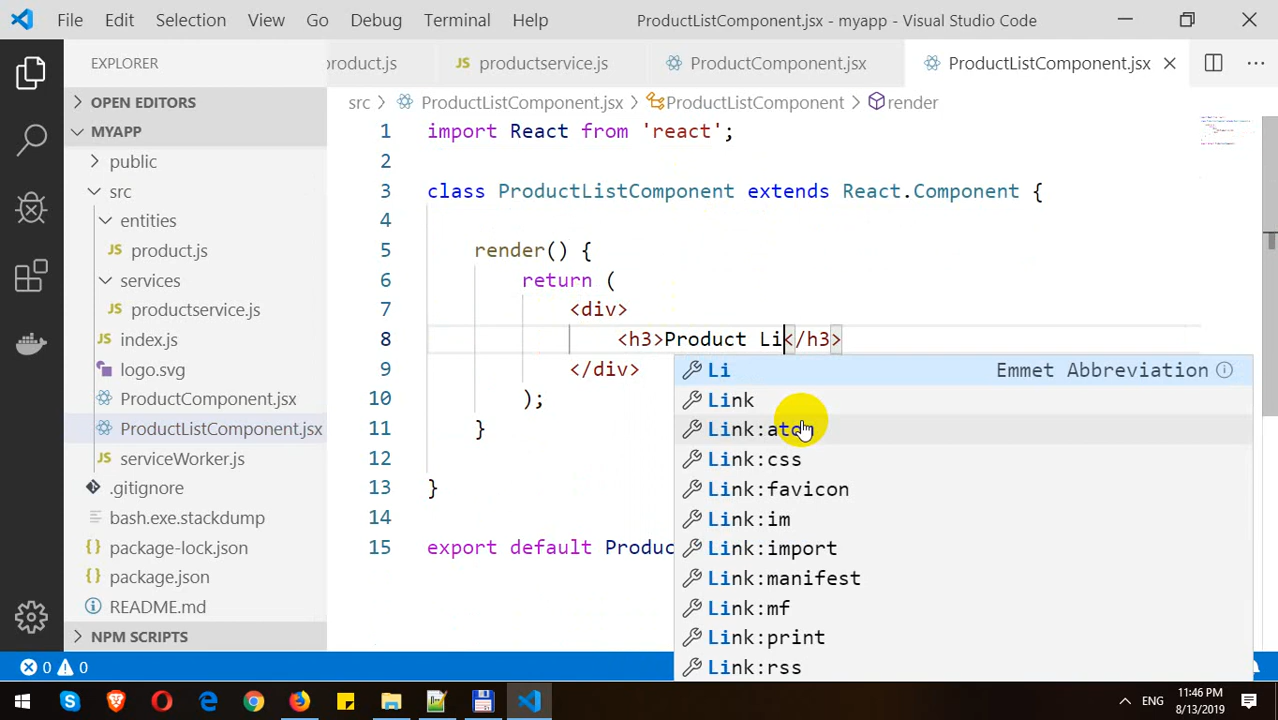 File Edit Selection View Go Debug Terminal Help ProductListComponent.jsx - myapp - Visual Studio Code
EXPLORER
OPEN EDITORS
MYAPP
public
src
entities
JS product.js
services
JS productservice.js
index.js
logo.svg
ProductComponent.jsx
ProductListComponent.jsx
serviceWorker.js
.gitignore
bash.exe.stackdump
{} package-lock.json
{} package.json
README.md
NPM SCRIPTS
product.js JS productservice.js ProductComponent.jsx ProductListComponent.jsx
src > ProductListComponent.jsx > ProductListComponent > render
1 import React from 'react';
2
3 class ProductListComponent extends React.Component {
4
5 render() {
6 return (
7 <div>
8 <h3>Product Li</h3>
9 </div>
10 );
11 }
12
13 }
14
15 export default Produc
Li Emmet Abbreviation
Link
Link:atom
Link:css
Link:favicon
Link:im
Link:import
Link:manifest
Link:mf
Link:print
Link:rss
0 0
ENG
11:46 PM
8/13/2019